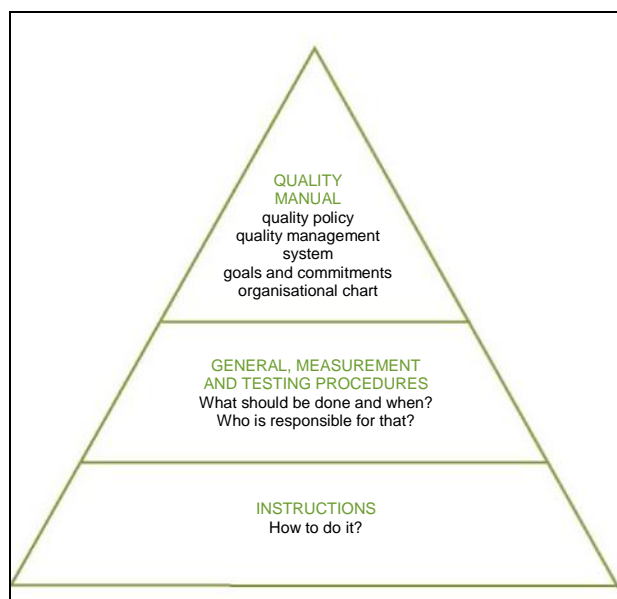 QUALITY
MANUAL
quality policy
quality management
system
goals and commitments
organisational chart
GENERAL, MEASUREMENT
AND TESTING PROCEDURES
What should be done and when?
Who is responsible for that?
INSTRUCTIONS
How to do it?